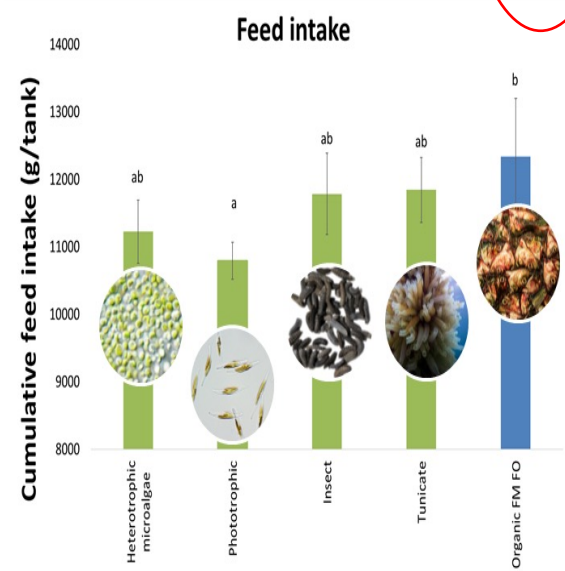 Feed intake
Cumulative feed intake (g/tank)
14000
13000
12000
11000
10000
9000
8000
ab
a
ab
ab
b
Heterotrophic
microalgae
Phototrophic
Insect
Tunicate
Organic FM FO